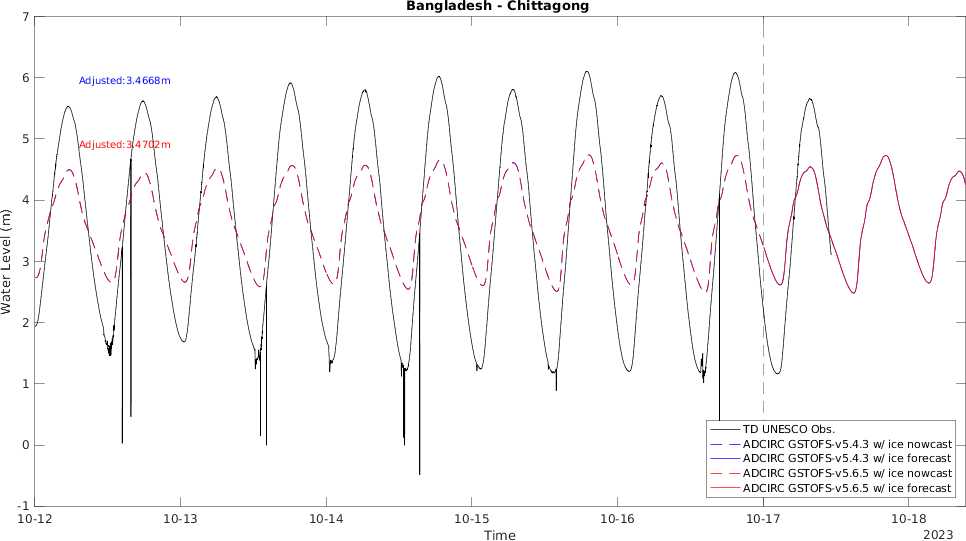 Bangladesh - Chittagong
7
6
5
4
3
2
1
0
-1
Water Level (m)
Adjusted:3.4668m
Adjusted:3.4702m
TD UNESCO Obs.
ADCIRC GSTOFS-v5.4.3 w/ ice nowcast
ADCIRC GSTOFS-v5.4.3 w/ ice forecast
ADCIRC GSTOFS-v5.6.5 w/ ice nowcast
ADCIRC GSTOFS-v5.6.5 w/ ice forecast
10-12 10-13 10-14 10-15 10-16 10-17 10-18
Time
2023